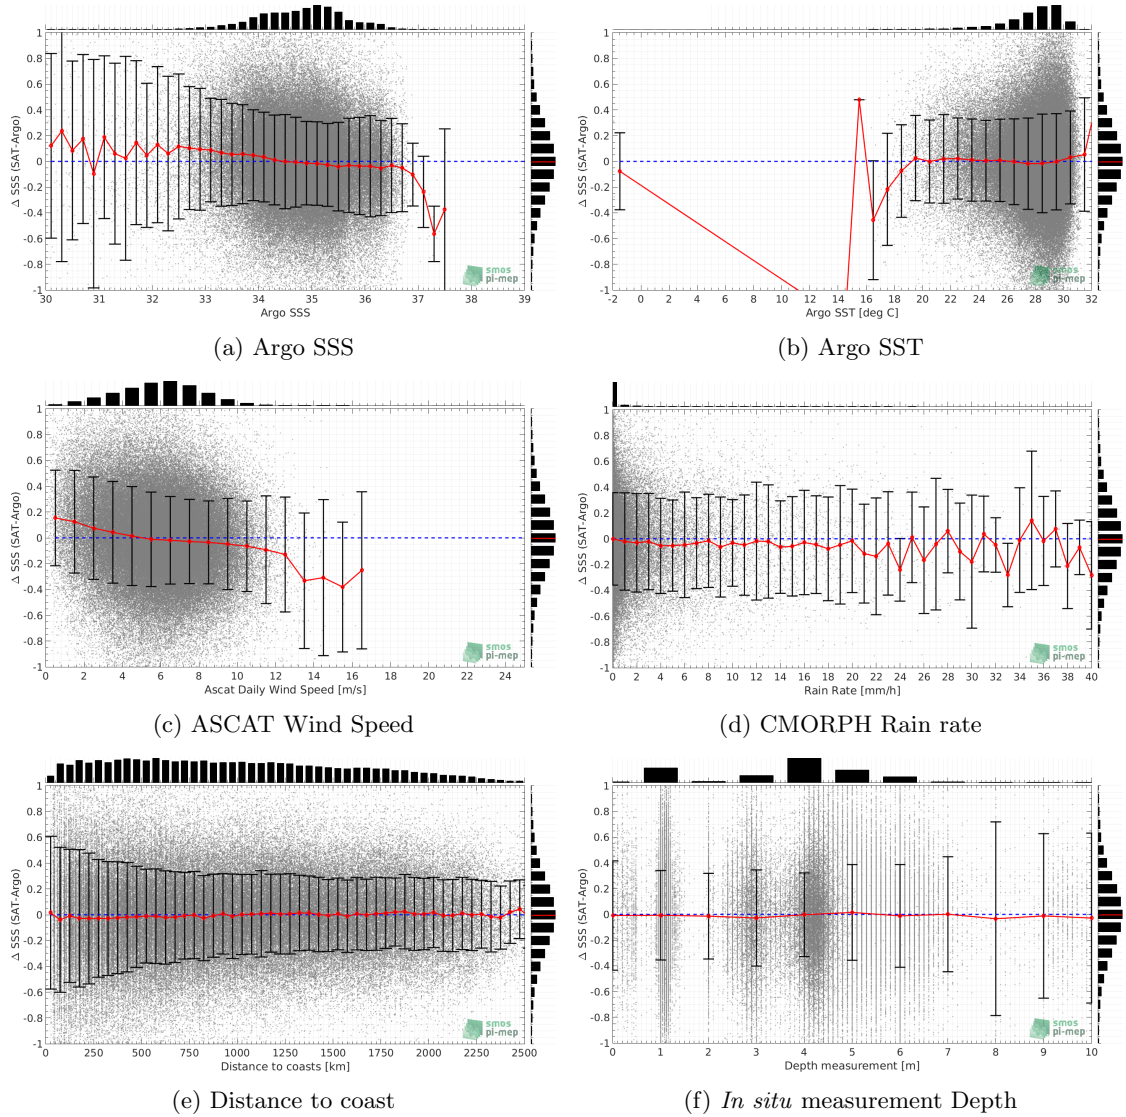 1
0.8
0.6
0.4
0.2
0
-0.2
-0.4
-0.6
-0.8
-1
Δ SSS (SAT-Argo)
smos
pi-mep
30 31 32 33 34 35 36 37 38 39
Argo SSS
(a) Argo SSS
1
0.8
0.6
0.4
0.2
0
-0.2
-0.4
-0.6
-0.8
-1
Δ SSS (SAT-Argo)
smos
pi-mep
-2 0 2 4 6 8 10 12 14 16 18 20 22 24 26 28 30 32
Argo SST [deg C]
(b) Argo SST
1
0.8
0.6
0.4
0.2
0
-0.2
-0.4
-0.6
-0.8
-1
Δ SSS (SAT-Argo)
smos
pi-mep
0 2 4 6 8 10 12 14 16 18 20 22 24
Ascat Daily Wind Speed [m/s]
(c) ASCAT Wind Speed
1
0.8
0.6
0.4
0.2
0
-0.2
-0.4
-0.6
-0.8
-1
Δ SSS (SAT-Argo)
smos
pi-mep
0 2 4 6 8 10 12 14 16 18 20 22 24 26 28 30 32 34 36 38 40
Rain Rate [mm/h]
(d) CMORPH Rain rate
1
0.8
0.6
0.4
0.2
0
-0.2
-0.4
-0.6
-0.8
-1
Δ SSS (SAT-Argo)
smos
pi-mep
0 250 500 750 1000 1250 1500 1750 2000 2250 2500
Distance to coasts [km]
(e) Distance to coast
1
0.8
0.6
0.4
0.2
0
-0.2
-0.4
-0.6
-0.8
-1
Δ SSS (SAT-Argo)
smos
pi-mep
0 1 2 3 4 5 6 7 8 9 10
Depth measurement [m]
(f) In situ measurement Depth